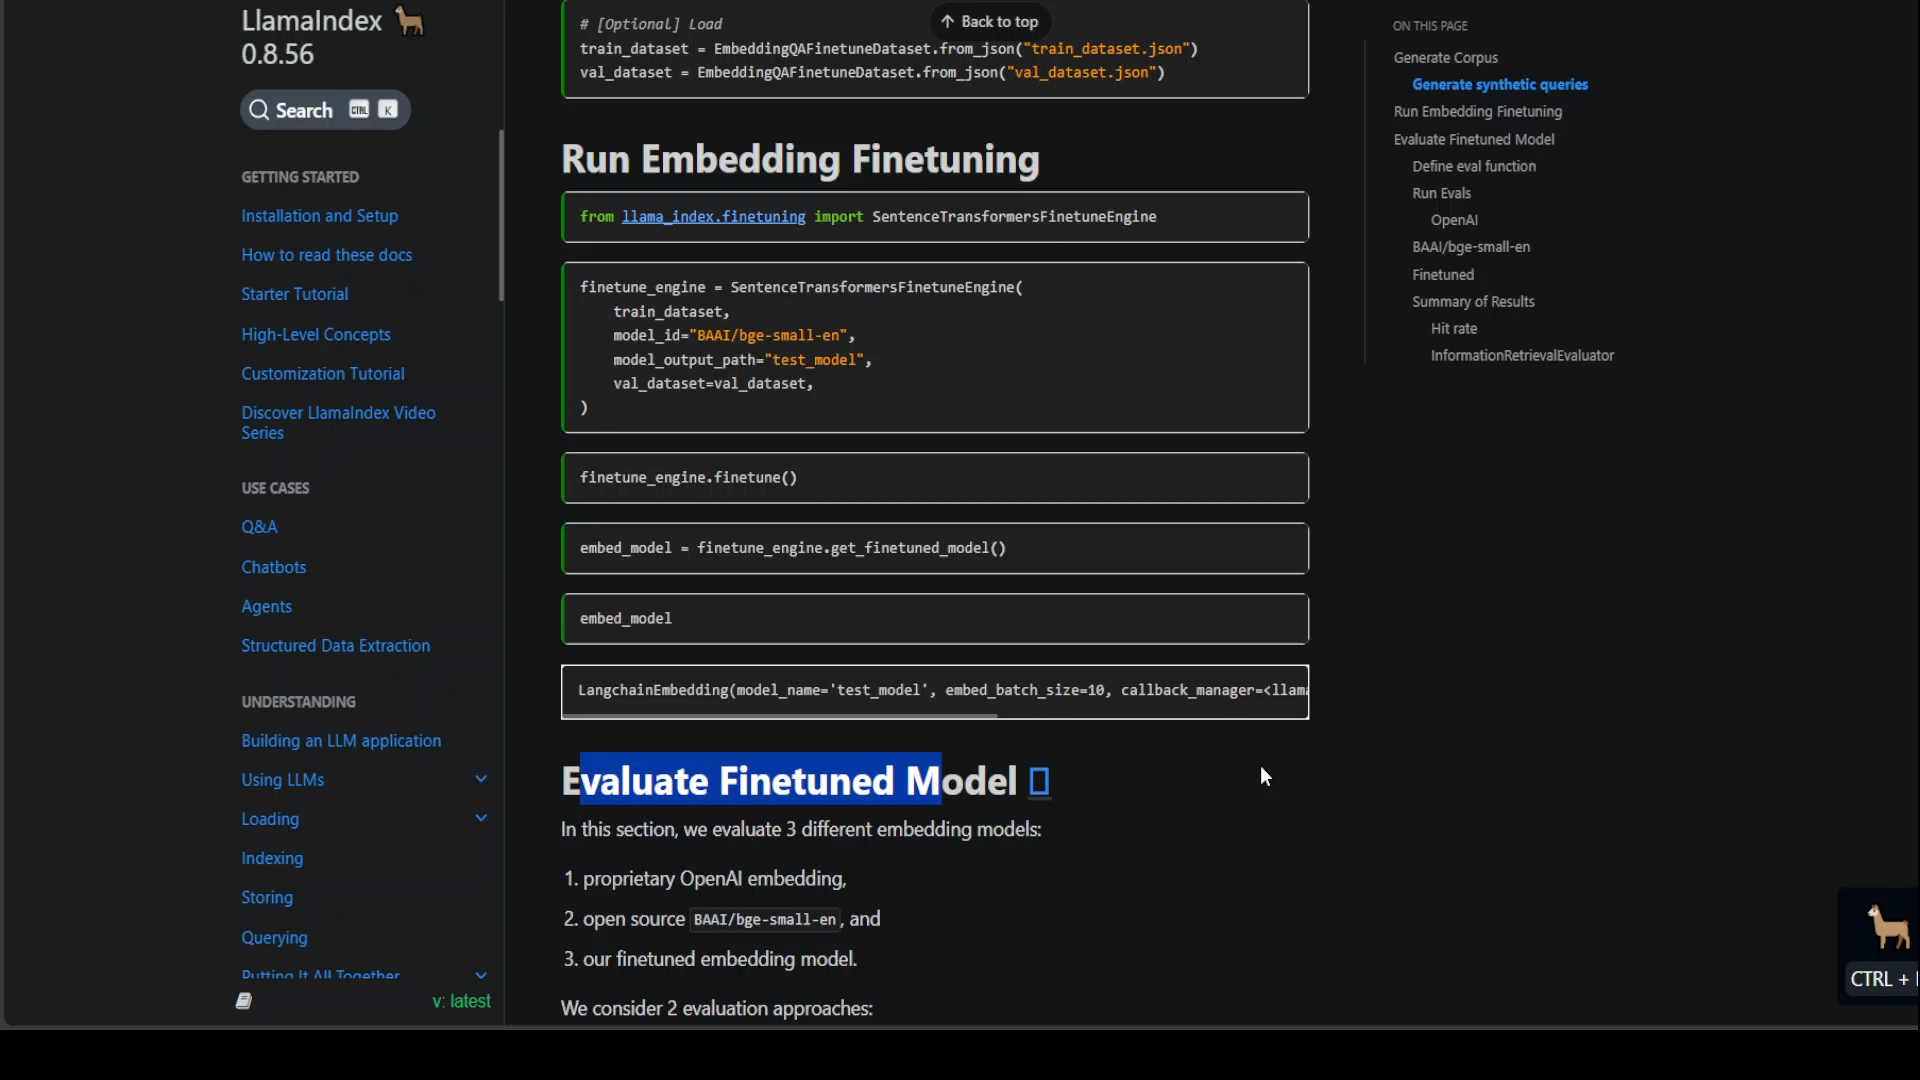 LlamaIndex
0.8.56
Search CTRL K
GETTING STARTED
Installation and Setup
How to read these docs
Starter Tutorial
High-Level Concepts
Customization Tutorial
Discover LlamaIndex Video
Series
USE CASES
Q&A
Chatbots
Agents
Structured Data Extraction
UNDERSTANDING
Building an LLM application
Using LLMs
Loading
Indexing
Storing
Querying
Putting It All Together
v: latest
# [Optional] Load
Back to top
train_dataset = EmbeddingQAFinetuneDataset.from_json("train_dataset.json")
val_dataset = EmbeddingQAFinetuneDataset.from_json("val_dataset.json")
Run Embedding Finetuning
from llama_index.finetuning import SentenceTransformersFinetuneEngine
finetune_engine = SentenceTransformersFinetuneEngine(
train_dataset,
model_id="BAAI/bge-small-en",
model_output_path="test_model",
val_dataset=val_dataset,
)
finetune_engine.finetune()
embed_model = finetune_engine.get_finetuned_model()
embed_model
LangchainEmbedding(model_name='test_model', embed_batch_size=10, callback_manager=<llama
Evaluate Finetuned Model
In this section, we evaluate 3 different embedding models:
1. proprietary OpenAI embedding,
2. open source BAAI/bge-small-en, and
3. our finetuned embedding model.
We consider 2 evaluation approaches:
ON THIS PAGE
Generate Corpus
Generate synthetic queries
Run Embedding Finetuning
Evaluate Finetuned Model
Define eval function
Run Evals
OpenAI
BAAI/bge-small-en
Finetuned
Summary of Results
Hit rate
InformationRetrievalEvaluator
CTRL +